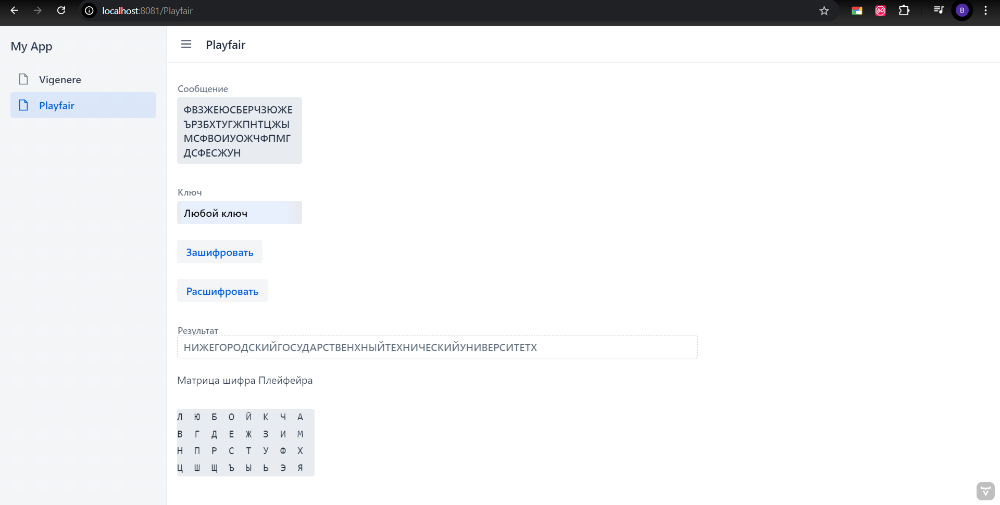 localhost:8081/Playfair
B
My App
Playfair
Vigenere
Playfair
Сообщение
ФВЗЖЕЮСБЕРЧЗЮЖЕ
ЪРЗБХТУГЖПНТЦЖЫ
МСФВОИУОЖЧФПМГ
ДСФЕСЖУН
Ключ
Любой ключ
Зашифровать
Расшифровать
Результат
НИЖЕГОРОДСКИЙГОСУДАРСТВЕНХНЫЙТЕХНИЧЕСКИЙУНИВЕРСИТЕТХ
Матрица шифра Плейфейра
Л Ю Б О Й К Ч А
В Г Д Е Ж З И М
Н П Р С Т У Ф Х
Ц Ш Щ Ъ Ы Ь Э Я